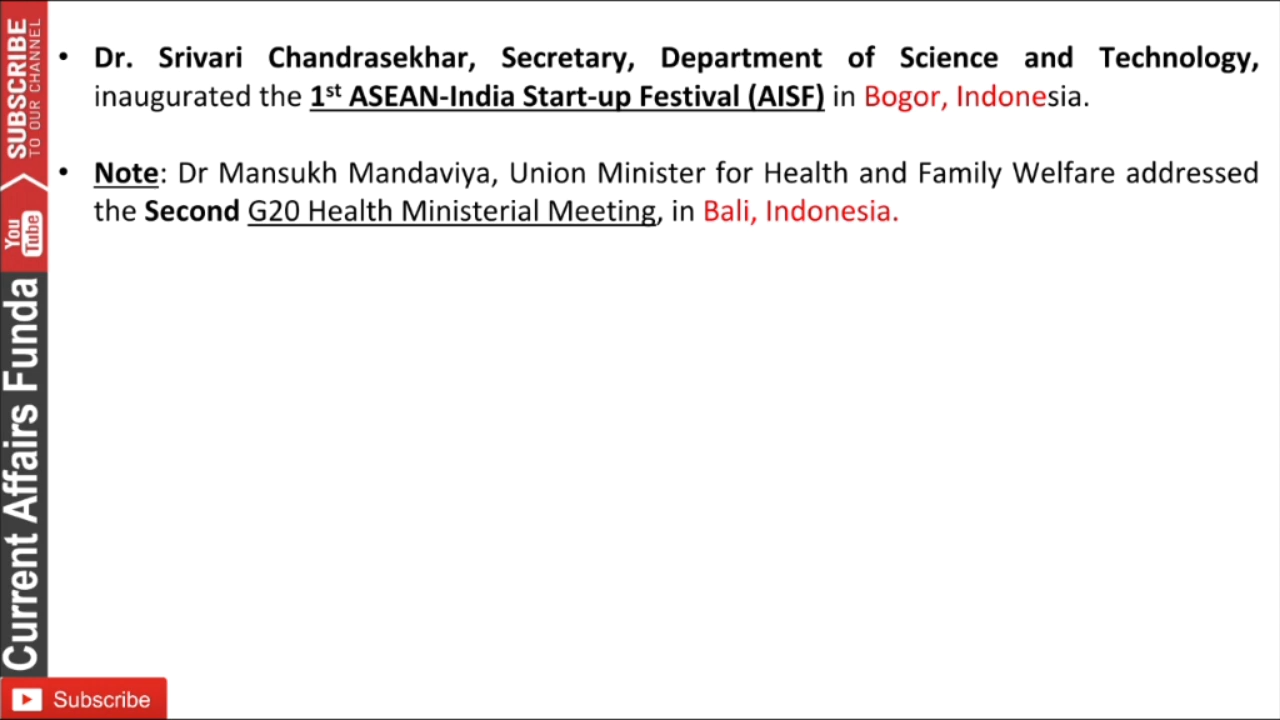 • Dr. Srivari Chandrasekhar, Secretary, Department of Science and Technology,
inaugurated the 1st ASEAN-India Start-up Festival (AISF) in Bogor, Indonesia.
• Note: Dr Mansukh Mandaviya, Union Minister for Health and Family Welfare addressed
the Second G20 Health Ministerial Meeting, in Bali, Indonesia.
SUBSCRIBE
TO OUR CHANNEL
You
Tube
Current Affairs Funda
Subscribe